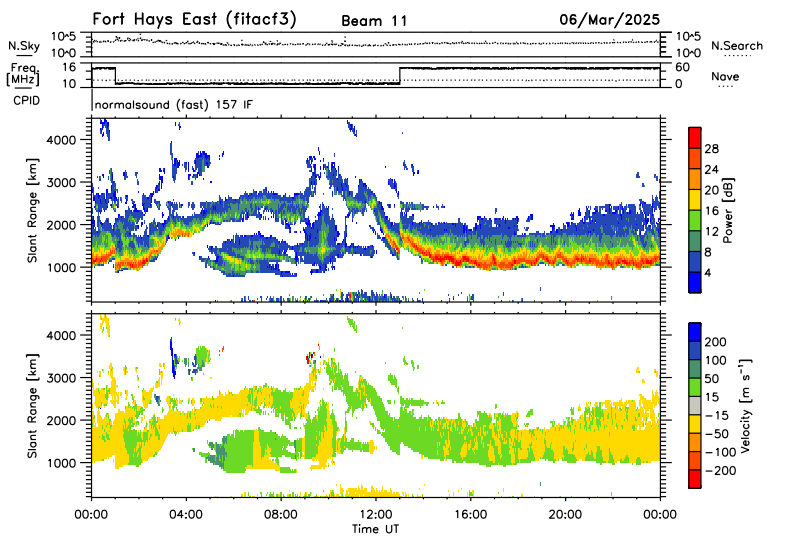 Fort Hays East (fitacf3) Beam 11 06/Mar/2025
N.Sky 10^5 10^0 10^5 10^0 N.Search
Freq. [MHz] 16 10 60 0 Nave
CPID normalsound (fast) 157 IF
Slant Range [km] 4000 3000 2000 1000
Power [dB] 28 24 20 16 12 8 4
Slant Range [km] 4000 3000 2000 1000
Velocity [m s⁻¹] 200 100 50 15 −15 −50 −100 −200
00:00 04:00 08:00 12:00 16:00 20:00 00:00
Time UT